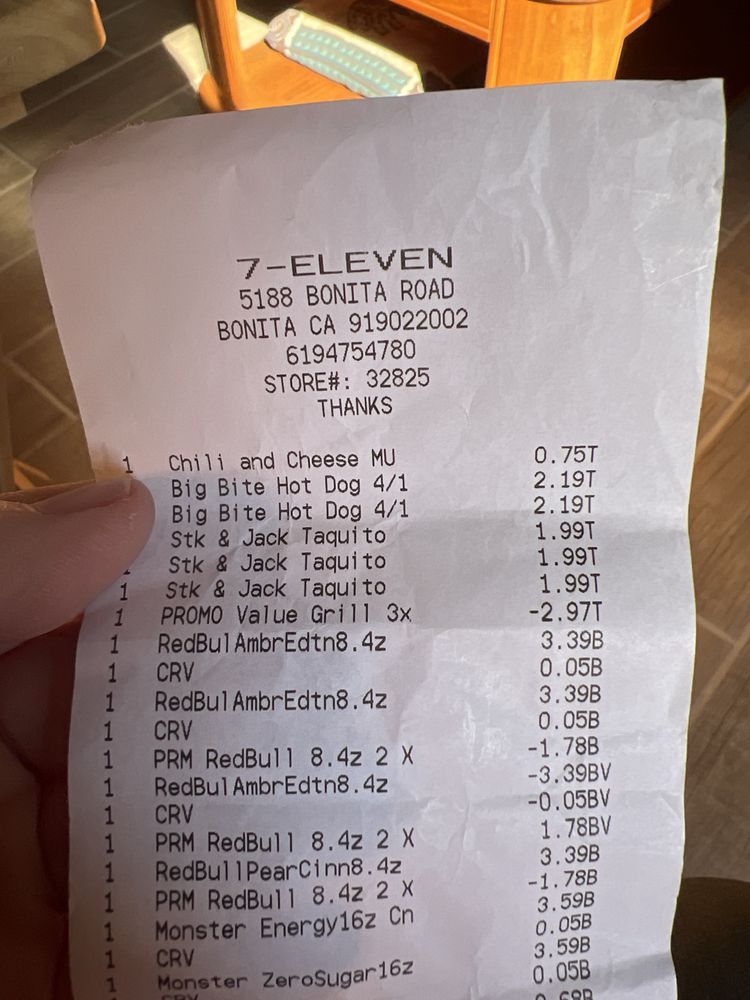 7-ELEVEN
5188 BONITA ROAD
BONITA CA 919022002
6194754780
STORE#: 32825
THANKS
1 Chili and Cheese MU 0.75T
Big Bite Hot Dog 4/1 2.19T
Big Bite Hot Dog 4/1 2.19T
Stk & Jack Taquito 1.99T
Stk & Jack Taquito 1.99T
1 Stk & Jack Taquito 1.99T
1 PROMO Value Grill 3x -2.97T
1 RedBulAmbrEdtn8.4z 3.39B
1 CRV 0.05B
1 RedBulAmbrEdtn8.4z 3.39B
1 CRV 0.05B
1 PRM RedBull 8.4z 2 X -1.78B
1 RedBulAmbrEdtn8.4z -3.39BV
1 CRV -0.05BV
1 PRM RedBull 8.4z 2 X 1.78BV
1 RedBullPearCinn8.4z 3.39B
1 PRM RedBull 8.4z 2 X -1.78B
1 Monster Energy16z Cn 3.59B
1 CRV 0.05B
1 Monster ZeroSugar16z 3.59B
1 CRV 0.05B